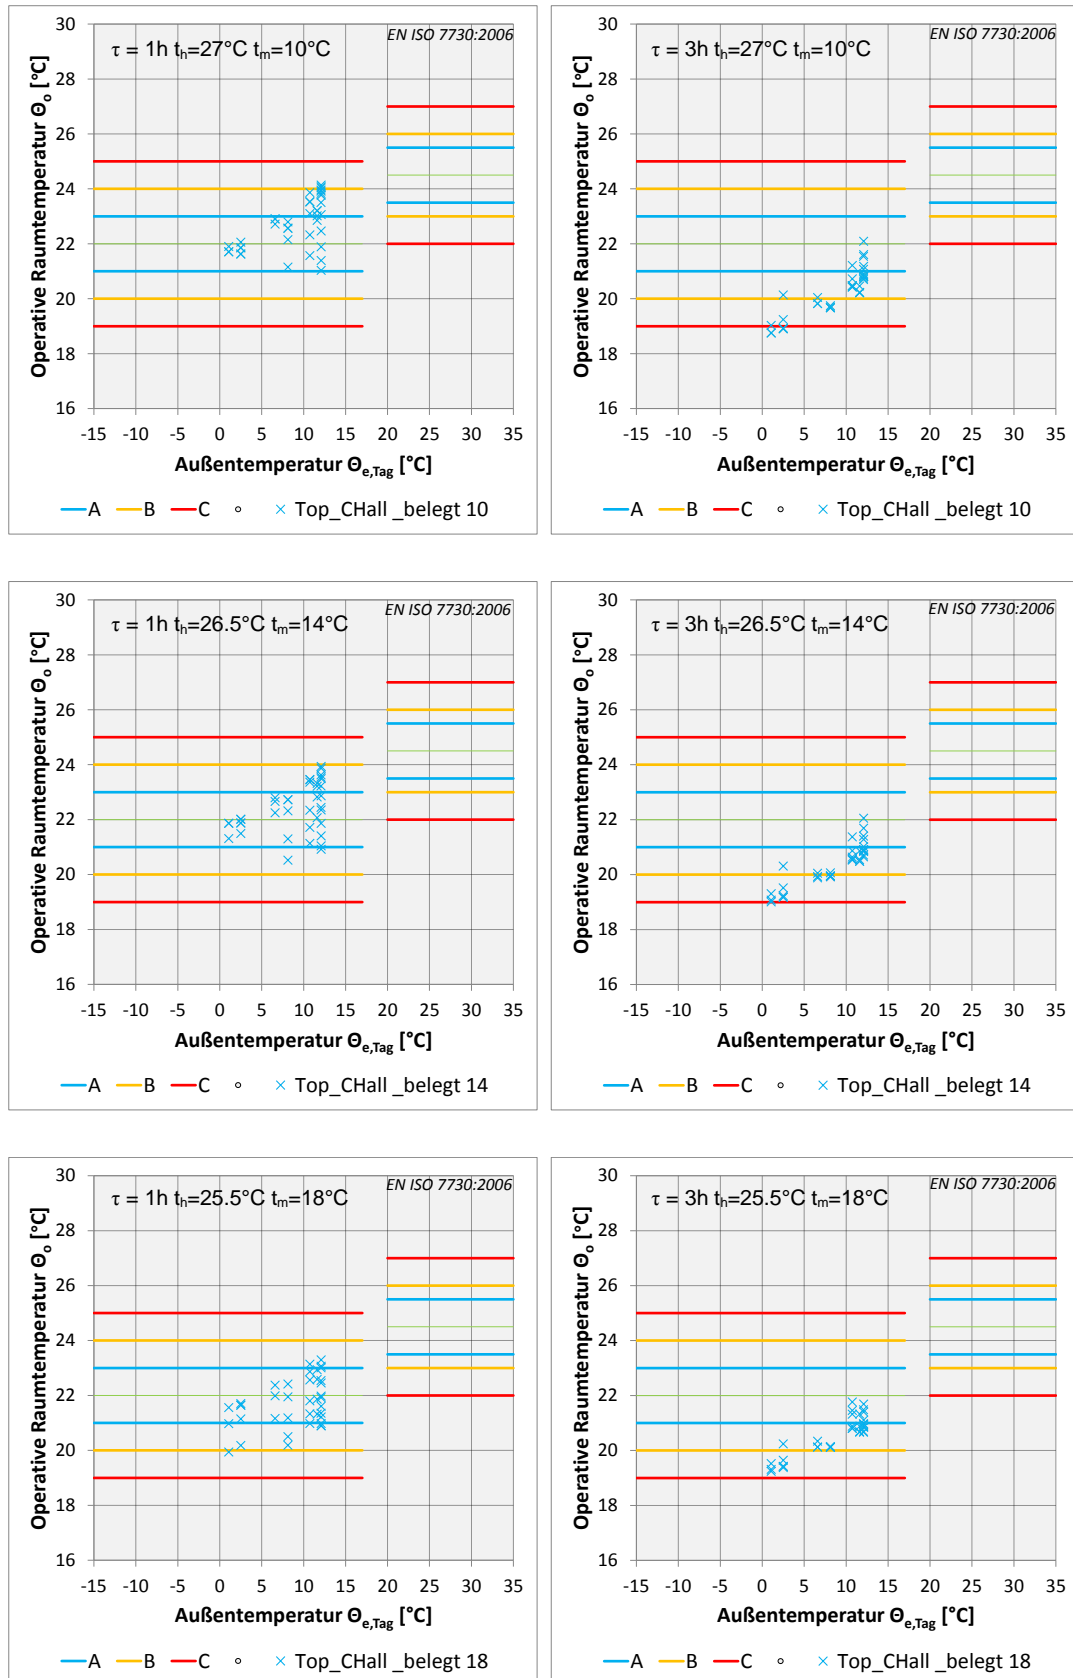 τ = 1h tₕ=27°C tₘ=10°C
EN ISO 7730:2006
Operative Raumtemperatur Θₒ [°C]
30
28
26
24
22
20
18
16
-15 -10 -5 0 5 10 15 20 25 30 35
Außentemperatur Θe,Tag [°C]
A B C Top_CHall _belegt 10
τ = 3h tₕ=27°C tₘ=10°C
EN ISO 7730:2006
Operative Raumtemperatur Θₒ [°C]
30
28
26
24
22
20
18
16
-15 -10 -5 0 5 10 15 20 25 30 35
Außentemperatur Θe,Tag [°C]
A B C Top_CHall _belegt 10
τ = 1h tₕ=26.5°C tₘ=14°C
EN ISO 7730:2006
Operative Raumtemperatur Θₒ [°C]
30
28
26
24
22
20
18
16
-15 -10 -5 0 5 10 15 20 25 30 35
Außentemperatur Θe,Tag [°C]
A B C Top_CHall _belegt 14
τ = 3h tₕ=26.5°C tₘ=14°C
EN ISO 7730:2006
Operative Raumtemperatur Θₒ [°C]
30
28
26
24
22
20
18
16
-15 -10 -5 0 5 10 15 20 25 30 35
Außentemperatur Θe,Tag [°C]
A B C Top_CHall _belegt 14
τ = 1h tₕ=25.5°C tₘ=18°C
EN ISO 7730:2006
Operative Raumtemperatur Θₒ [°C]
30
28
26
24
22
20
18
16
-15 -10 -5 0 5 10 15 20 25 30 35
Außentemperatur Θe,Tag [°C]
A B C Top_CHall _belegt 18
τ = 3h tₕ=25.5°C tₘ=18°C
EN ISO 7730:2006
Operative Raumtemperatur Θₒ [°C]
30
28
26
24
22
20
18
16
-15 -10 -5 0 5 10 15 20 25 30 35
Außentemperatur Θe,Tag [°C]
A B C Top_CHall _belegt 18